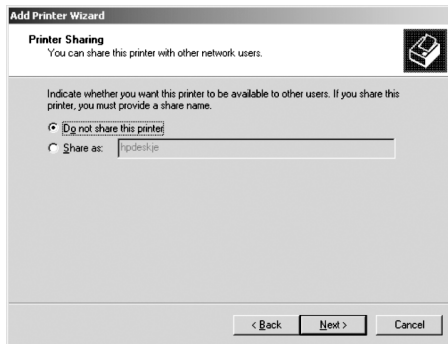 Add Printer Wizard
Printer Sharing
You can share this printer with other network users.
Indicate whether you want this printer to be available to other users. If you share this
printer, you must provide a share name.
Do not share this printer
Share as: hpdeskje
< Back Next > Cancel